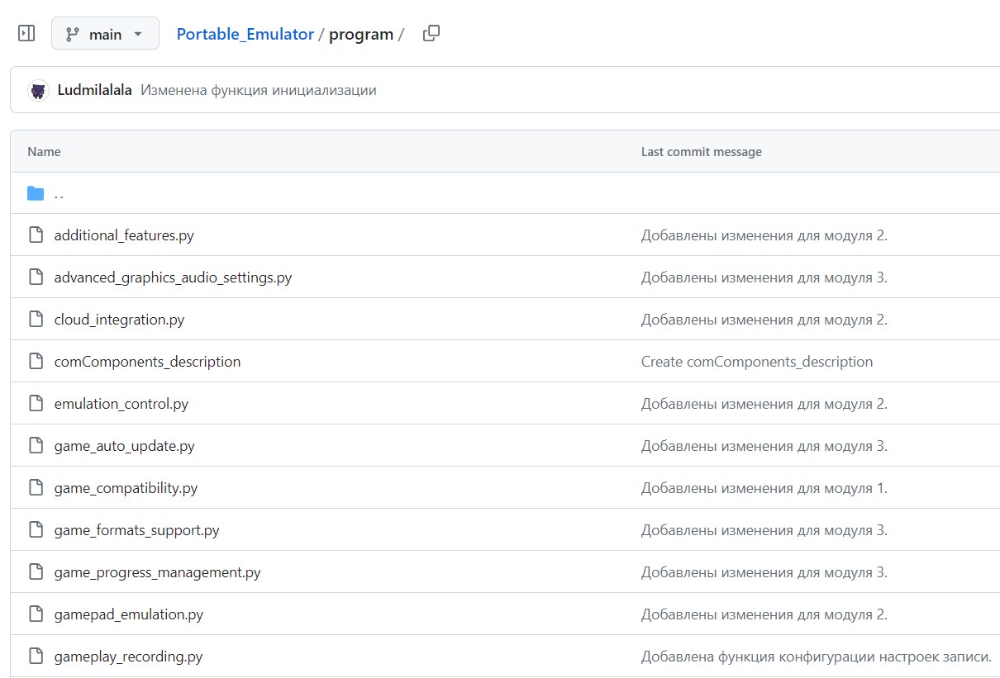 main Portable_Emulator / program /
Ludmilalala Изменена функция инициализации
Name Last commit message
..
additional_features.py Добавлены изменения для модуля 2.
advanced_graphics_audio_settings.py Добавлены изменения для модуля 3.
cloud_integration.py Добавлены изменения для модуля 2.
comComponents_description Create comComponents_description
emulation_control.py Добавлены изменения для модуля 2.
game_auto_update.py Добавлены изменения для модуля 3.
game_compatibility.py Добавлены изменения для модуля 1.
game_formats_support.py Добавлены изменения для модуля 3.
game_progress_management.py Добавлены изменения для модуля 3.
gamepad_emulation.py Добавлены изменения для модуля 2.
gameplay_recording.py Добавлена функция конфигурации настроек записи.